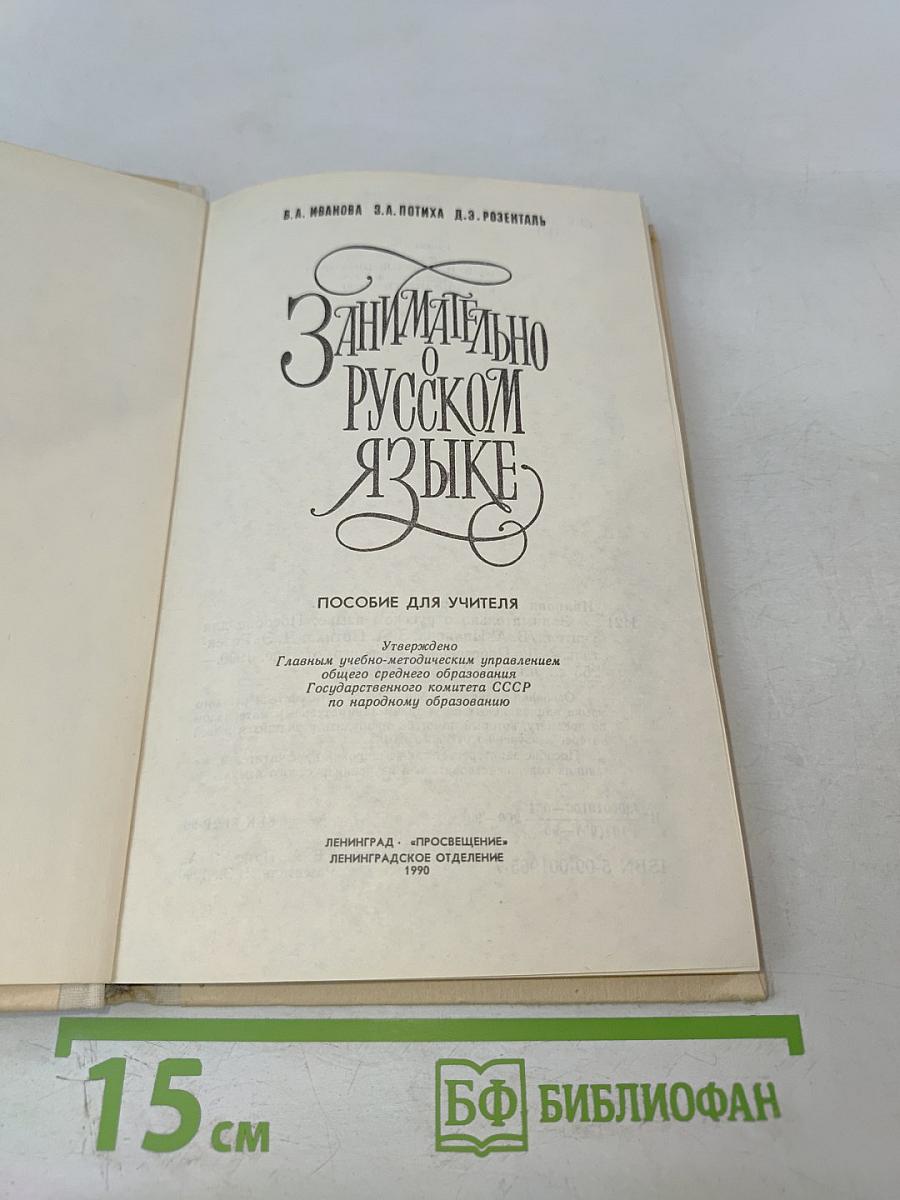 В.А. ИВАНОВА З.А. ПОТИХА Д.Э. РОЗЕНТАЛЬ
ЗАНИМАТЕЛЬНО
О
РУССКОМ
ЯЗЫКЕ
ПОСОБИЕ ДЛЯ УЧИТЕЛЯ
Утверждено
Главным учебно-методическим управлением
общего среднего образования
Государственного комитета СССР
по народному образованию
ЛЕНИНГРАД · «ПРОСВЕЩЕНИЕ»
ЛЕНИНГРАДСКОЕ ОТДЕЛЕНИЕ
1990
15 см
БФ БИБЛИОФАН